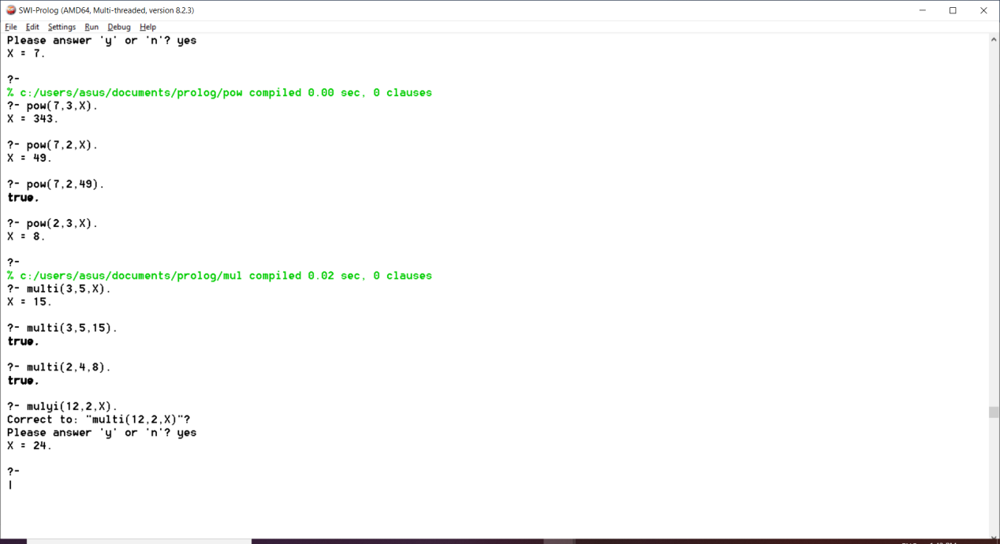 SWI-Prolog (AMD64, Multi-threaded, version 8.2.3)
File Edit Settings Run Debug Help
Please answer 'y' or 'n'? yes
X = 7.
?-
% c:/users/asus/documents/prolog/pow compiled 0.00 sec, 0 clauses
?- pow(7,3,X).
X = 343.
?- pow(7,2,X).
X = 49.
?- pow(7,2,49).
true.
?- pow(2,3,X).
X = 8.
?-
% c:/users/asus/documents/prolog/mul compiled 0.02 sec, 0 clauses
?- multi(3,5,X).
X = 15.
?- multi(3,5,15).
true.
?- multi(2,4,8).
true.
?- mulyi(12,2,X).
Correct to: "multi(12,2,X)"?
Please answer 'y' or 'n'? yes
X = 24.
?-